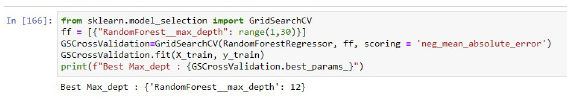 In [166]: from sklearn.model_selection import GridSearchCV
ff = [{"RandomForest__max_depth": range(1,30)}]
GSCrossValidation=GridSearchCV(RandomForestRegressor, ff, scoring = 'neg_mean_absolute_error')
GSCrossValidation.fit(X_train, y_train)
print(f"Best Max_dept : {GSCrossValidation.best_params_}")
Best Max_dept : {'RandomForest__max_depth': 12}